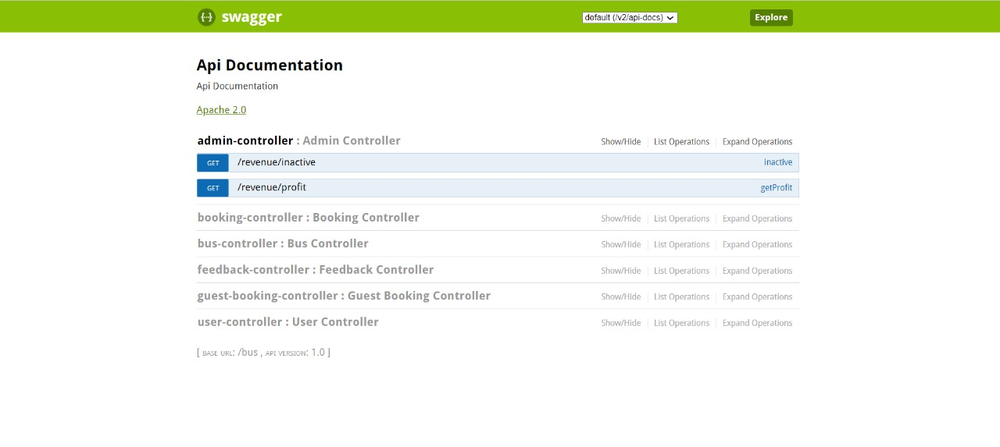 swagger default (/v2/api-docs) Explore
Api Documentation
Api Documentation
Apache 2.0
admin-controller : Admin Controller Show/Hide List Operations Expand Operations
GET /revenue/inactive inactive
GET /revenue/profit getProfit
booking-controller : Booking Controller Show/Hide List Operations Expand Operations
bus-controller : Bus Controller Show/Hide List Operations Expand Operations
feedback-controller : Feedback Controller Show/Hide List Operations Expand Operations
guest-booking-controller : Guest Booking Controller Show/Hide List Operations Expand Operations
user-controller : User Controller Show/Hide List Operations Expand Operations
[ BASE URL: /bus , API VERSION: 1.0 ]